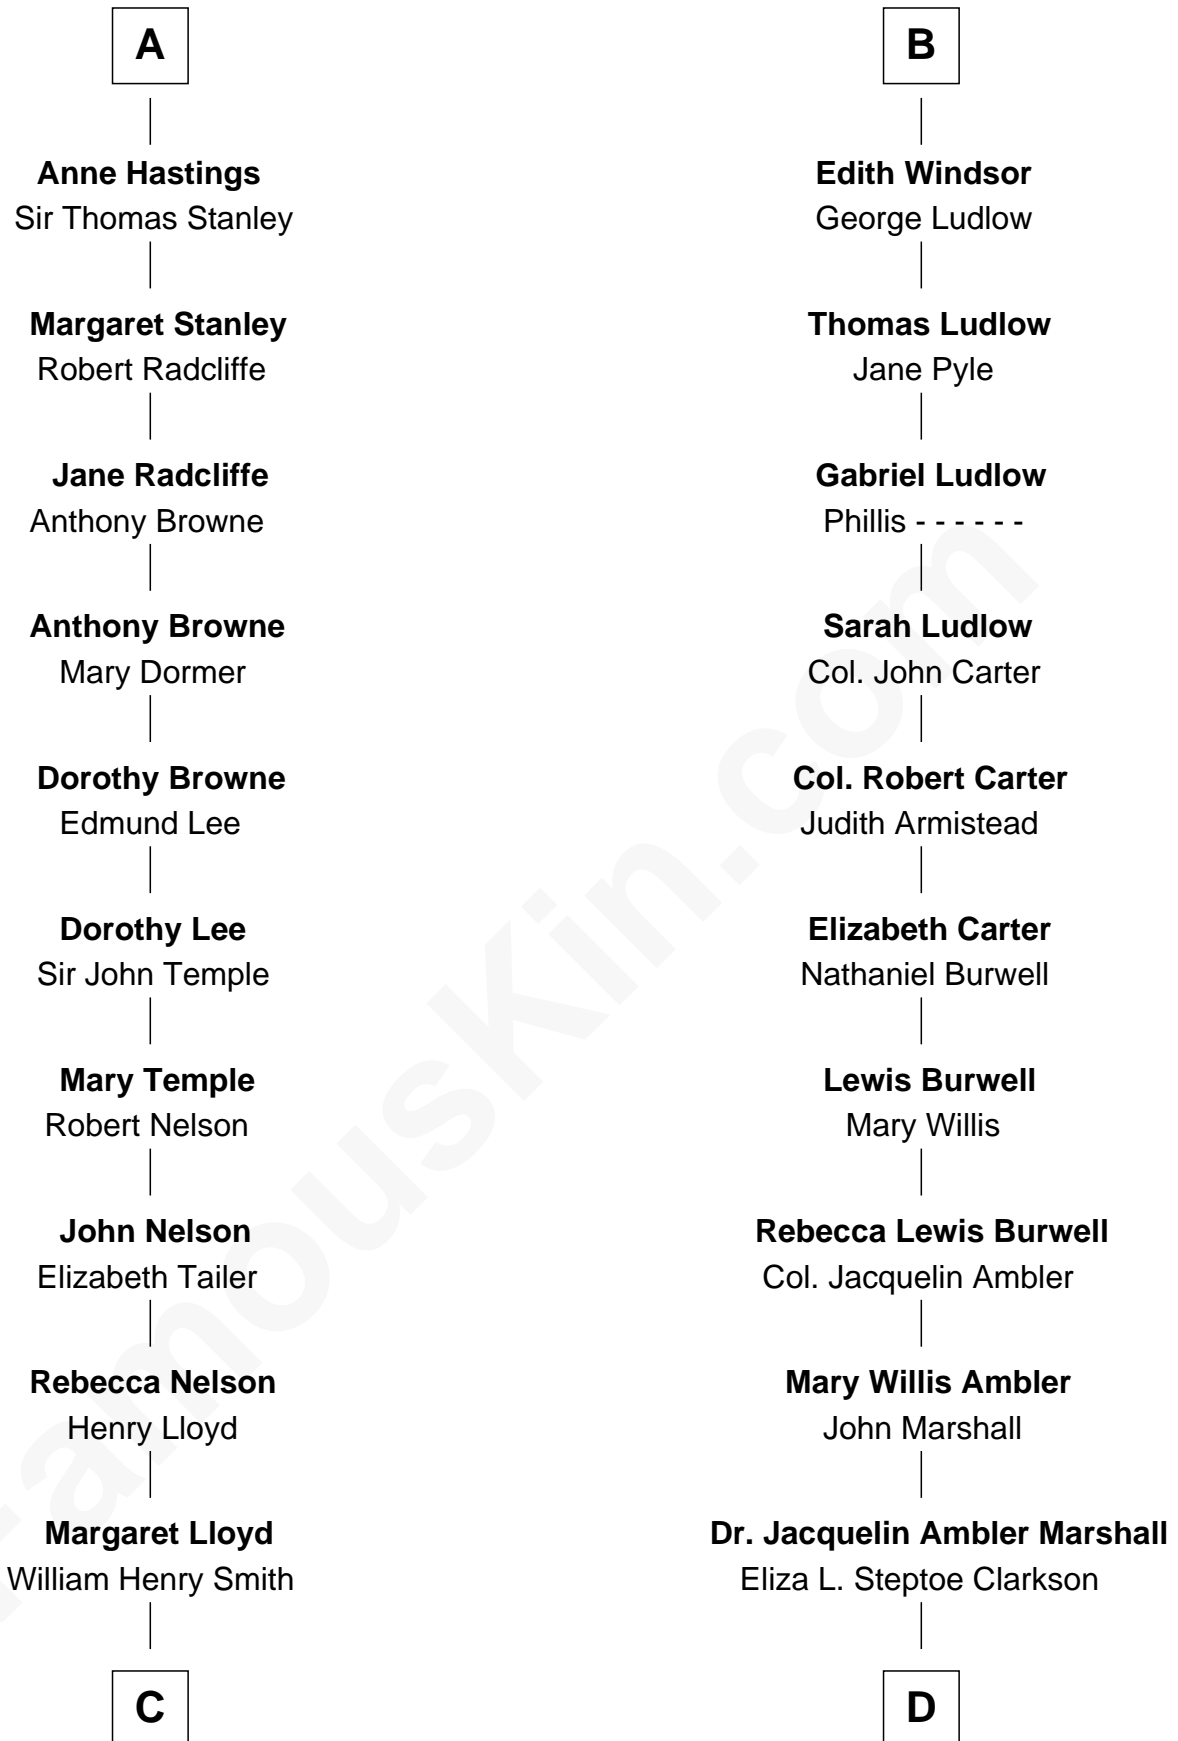 A
Anne Hastings
Sir Thomas Stanley
Margaret Stanley
Robert Radcliffe
Jane Radcliffe
Anthony Browne
Anthony Browne
Mary Dormer
Dorothy Browne
Edmund Lee
Dorothy Lee
Sir John Temple
Mary Temple
Robert Nelson
John Nelson
Elizabeth Tailer
Rebecca Nelson
Henry Lloyd
Margaret Lloyd
William Henry Smith
C
B
Edith Windsor
George Ludlow
Thomas Ludlow
Jane Pyle
Gabriel Ludlow
Phillis - - - - - -
Sarah Ludlow
Col. John Carter
Col. Robert Carter
Judith Armistead
Elizabeth Carter
Nathaniel Burwell
Lewis Burwell
Mary Willis
Rebecca Lewis Burwell
Col. Jacquelin Ambler
Mary Willis Ambler
John Marshall
Dr. Jacquelin Ambler Marshall
Eliza L. Steptoe Clarkson
D
FamousKin.com